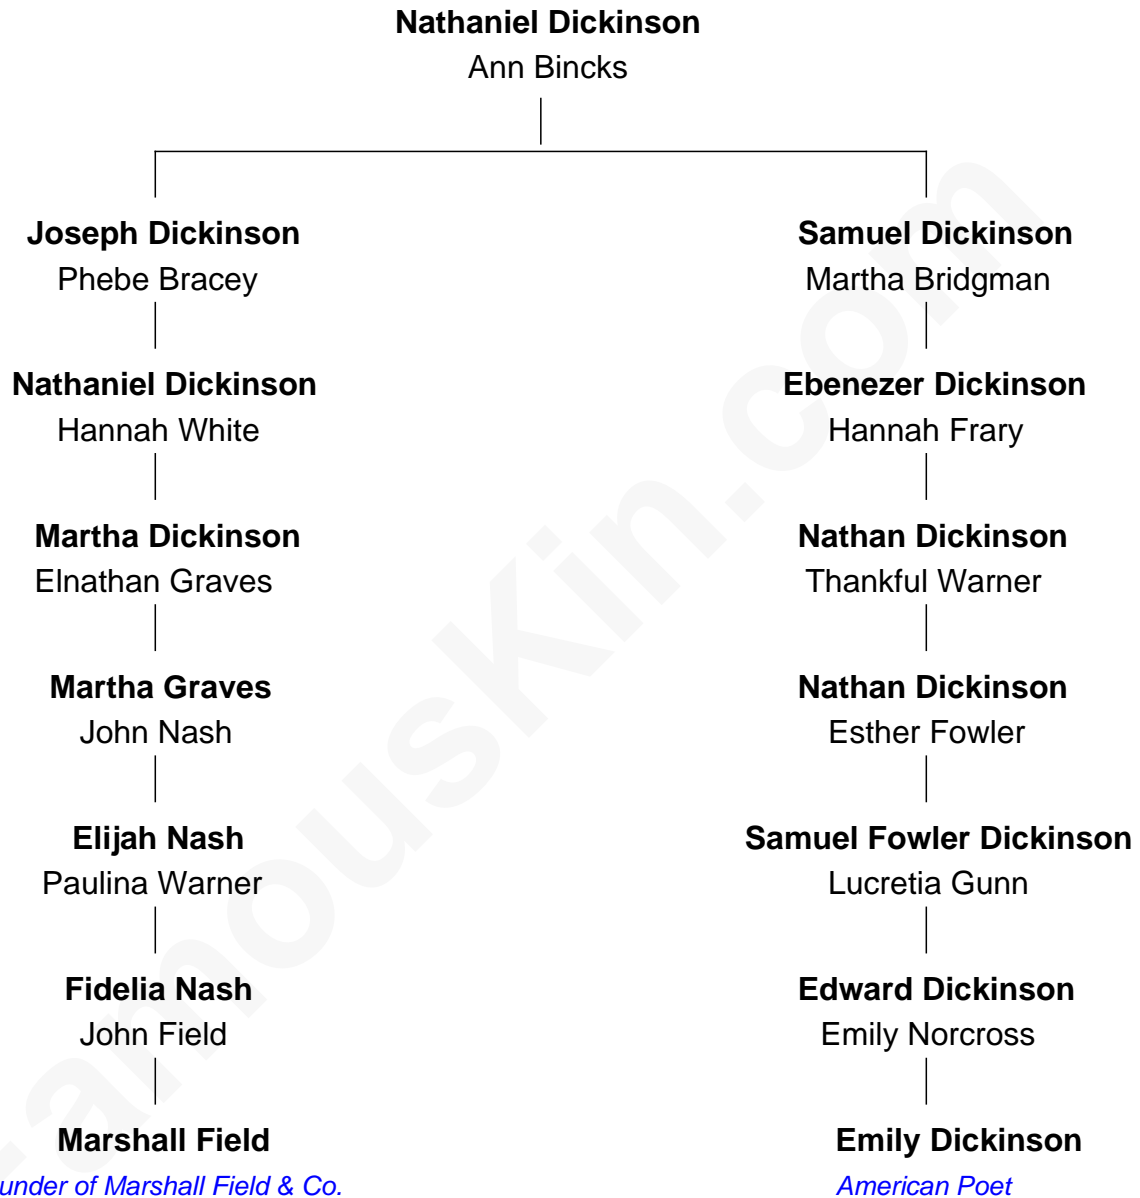 Nathaniel Dickinson
Ann Bincks
Joseph Dickinson
Phebe Bracey
Samuel Dickinson
Martha Bridgman
Nathaniel Dickinson
Hannah White
Ebenezer Dickinson
Hannah Frary
Martha Dickinson
Elnathan Graves
Nathan Dickinson
Thankful Warner
Martha Graves
John Nash
Nathan Dickinson
Esther Fowler
Elijah Nash
Paulina Warner
Samuel Fowler Dickinson
Lucretia Gunn
Fidelia Nash
John Field
Edward Dickinson
Emily Norcross
Marshall Field
under of Marshall Field & Co.
Emily Dickinson
American Poet
amousKin.com